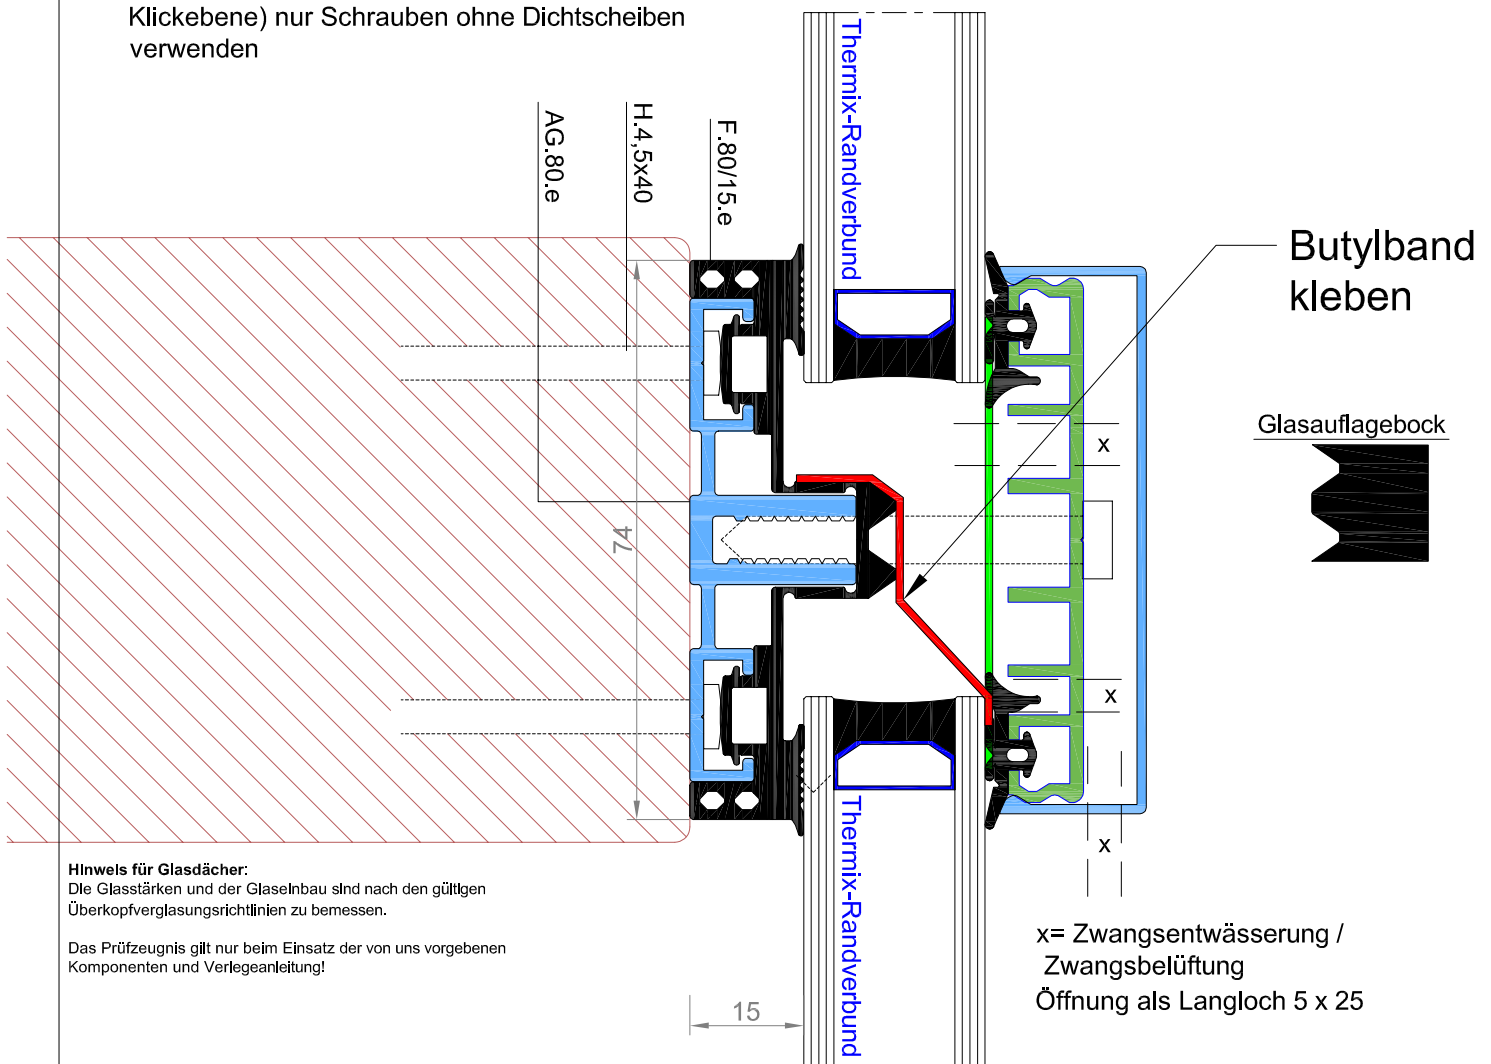 Klickebene) nur Schrauben ohne Dichtscheiben
verwenden
Thermix-Randverbund
AG.80.e
H.4,5x40
F.80/15.e
Butylband
kleben
Glasauflagebock
x
74
x
x
Hinweis für Glasdächer:
Die Glasstärken und der Glaseinbau sind nach den gültigen
Überkopfverglasungsrichtlinien zu bemessen.
Das Prüfzeugnis gilt nur beim Einsatz der von uns vorgebenen
Komponenten und Verlegeanleitung!
Thermix-Randverbund
x= Zwangsentwässerung /
Zwangsbelüftung
Öffnung als Langloch 5 x 25
15